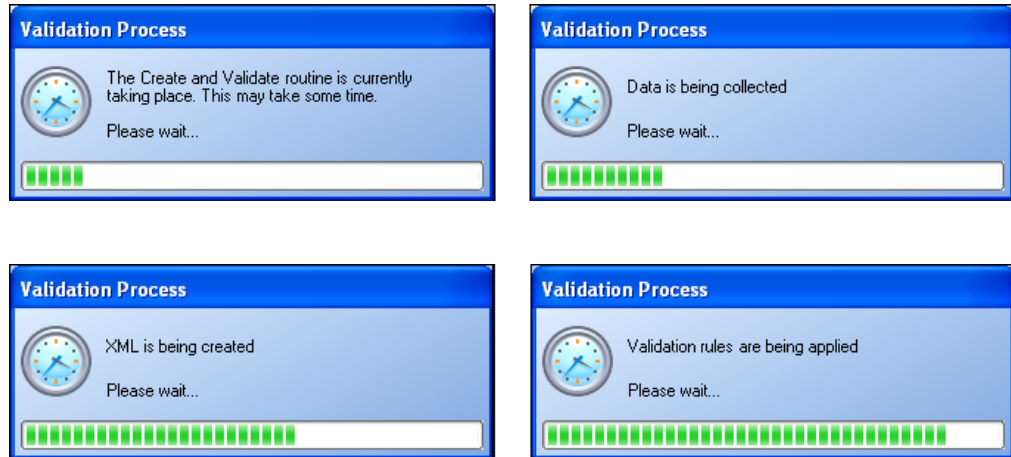 Validation Process
The Create and Validate routine is currently
taking place. This may take some time.
Please wait...
Validation Process
Data is being collected
Please wait...
Validation Process
XML is being created
Please wait...
Validation Process
Validation rules are being applied
Please wait...